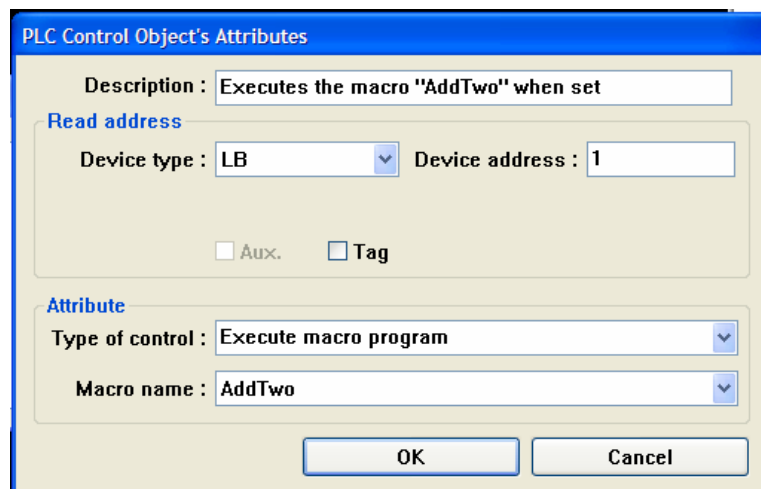 PLC Control Object's Attributes
Description : Executes the macro "AddTwo" when set
Read address
Device type : LB Device address : 1
Aux. Tag
Attribute
Type of control : Execute macro program
Macro name : AddTwo
OK Cancel